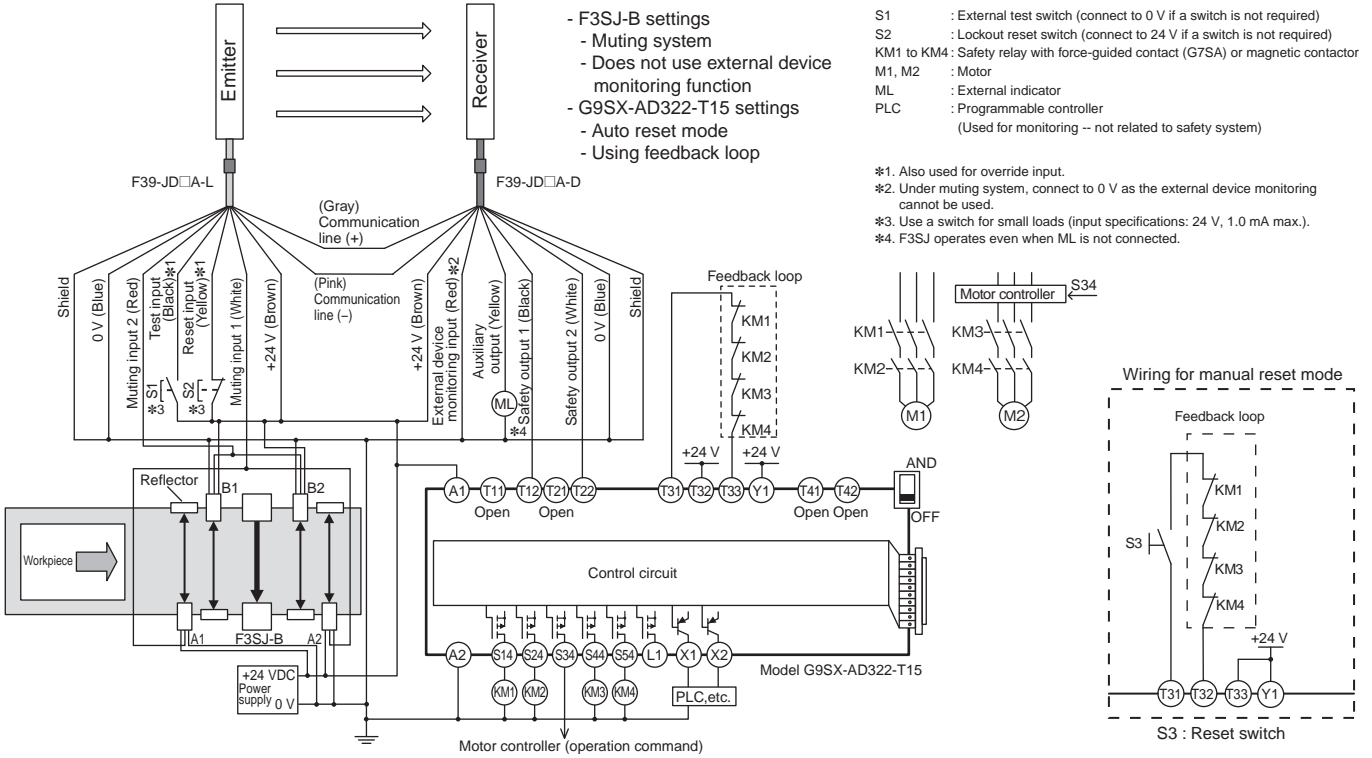 - F3SJ-B settings
- Muting system
- Does not use external device
monitoring function
- G9SX-AD322-T15 settings
- Auto reset mode
- Using feedback loop
S1 : External test switch (connect to 0 V if a switch is not required)
S2 : Lockout reset switch (connect to 24 V if a switch is not required)
KM1 to KM4 : Safety relay with force-guided contact (G7SA) or magnetic contactor
M1, M2 : Motor
ML : External indicator
PLC : Programmable controller
(Used for monitoring -- not related to safety system)
✻1. Also used for override input.
✻2. Under muting system, connect to 0 V as the external device monitoring
cannot be used.
✻3. Use a switch for small loads (input specifications: 24 V, 1.0 mA max.).
✻4. F3SJ operates even when ML is not connected.
Emitter
Receiver
F39-JD□A-L
F39-JD□A-D
(Gray)
Communication
line (+)
(Pink)
Communication
line (−)
Shield
0 V (Blue)
Muting input 2 (Red)
Test input
(Black)✻1
Reset input
(Yellow)✻1
Muting input 1 (White)
+24 V (Brown)
S1
✻3
S2
✻3
+24 V (Brown)
External device
monitoring input (Red)✻2
Auxiliary
output (Yellow)
Safety output 1 (Black)
Safety output 2 (White)
0 V (Blue)
Shield
ML
✻4
Feedback loop
KM1
KM2
KM3
KM4
+24 V
+24 V
Motor controller
S34
KM1
KM2
KM3
KM4
M1
M2
A1
T11
T12
T21
T22
T31
T32
T33
Y1
T41
T42
Open
Open
Open
Open
AND
OFF
Control circuit
A2
S14
S24
S34
S44
S54
L1
X1
X2
Model G9SX-AD322-T15
KM1
KM2
KM3
KM4
PLC,etc.
Motor controller (operation command)
Reflector
B1
B2
Workpiece
A1
F3SJ-B
A2
+24 VDC
Power
supply
0 V
Wiring for manual reset mode
Feedback loop
KM1
KM2
KM3
KM4
S3
+24 V
T31
T32
T33
Y1
S3 : Reset switch